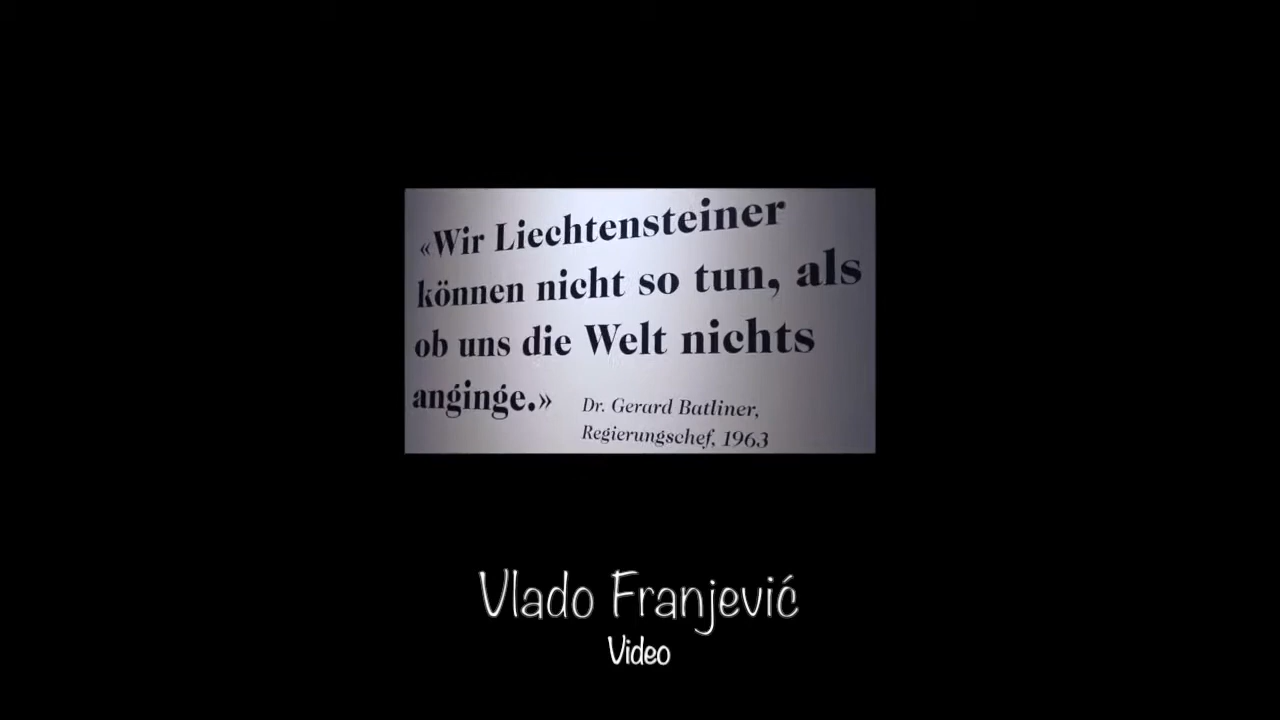 «Wir Liechtensteiner
können nicht so tun, als
ob uns die Welt nichts
anginge.»
Dr. Gerard Batliner,
Regierungschef, 1963
Vlado Franjević
Video